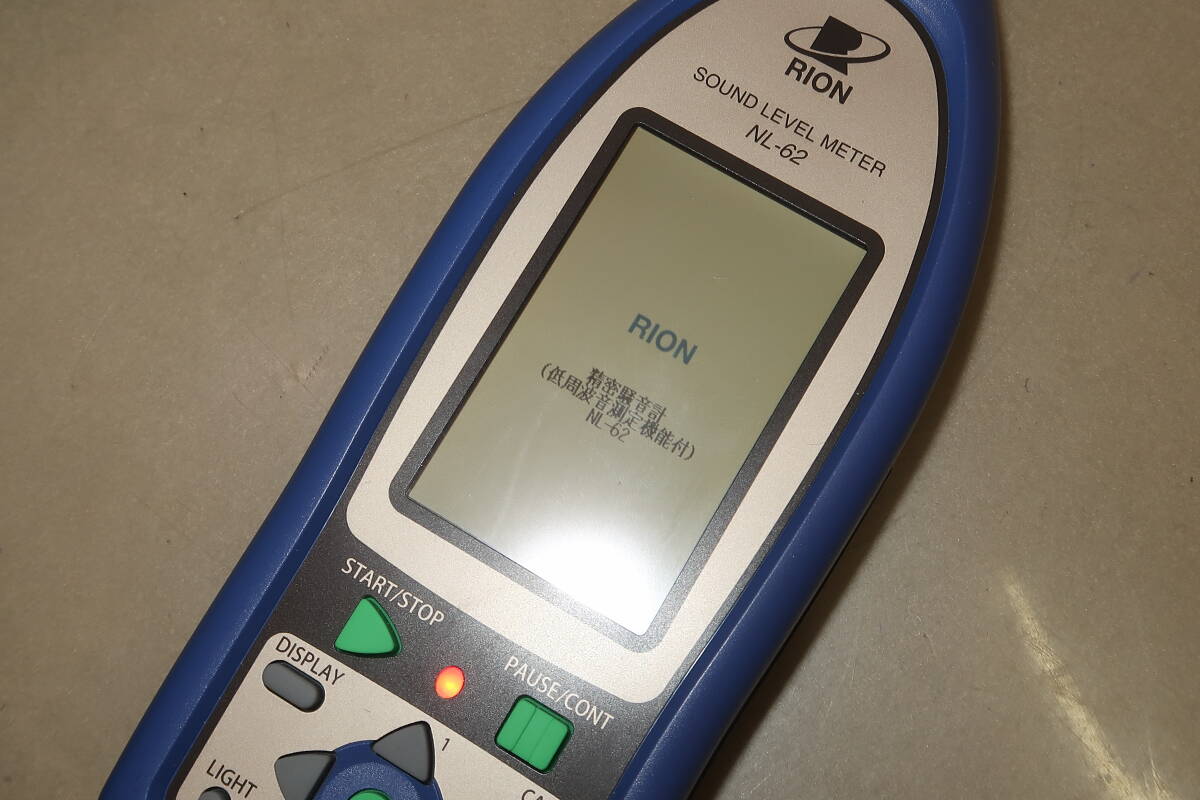 RION
SOUND LEVEL METER
NL-62
RION
精密騒音計
(低周波音測定機能付)
NL-62
START/STOP
DISPLAY
PAUSE/CONT
1
LIGHT